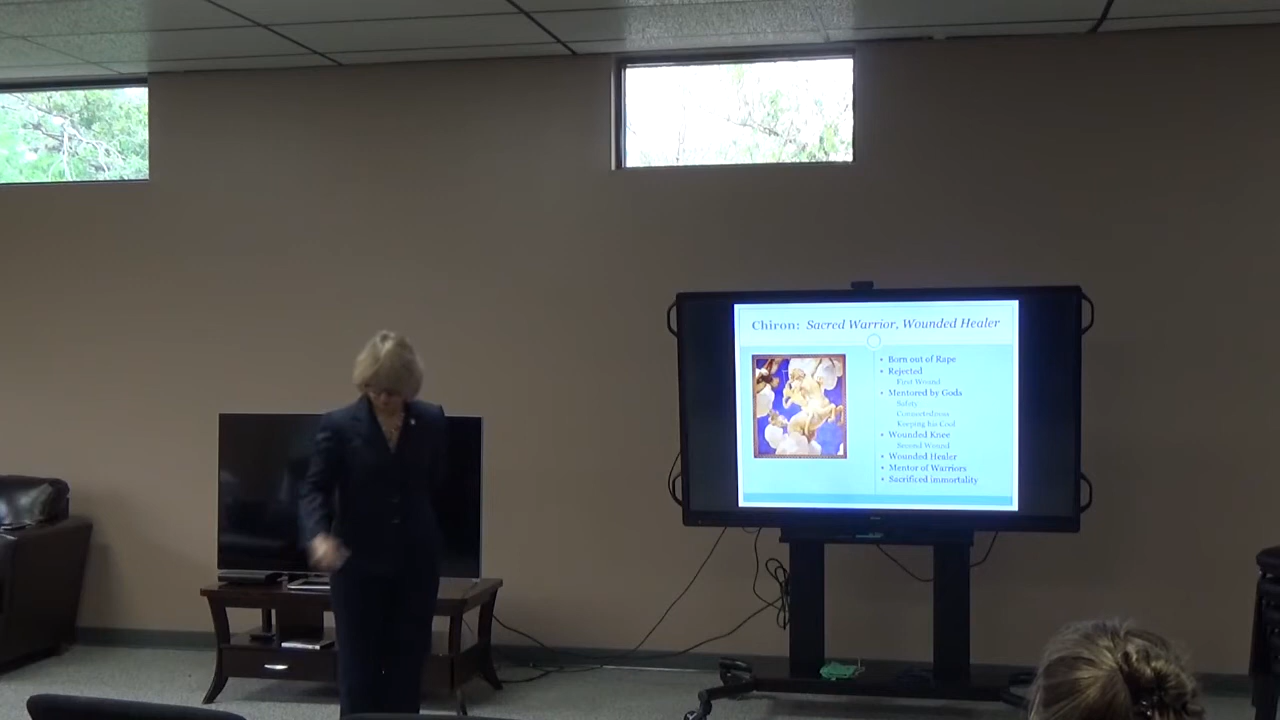 Chiron: Sacred Warrior, Wounded Healer
• Born out of Rape
• Rejected
First Wound
• Mentored by Gods
Safety
Connectedness
Keeping his Cool
• Wounded Knee
Second Wound
• Wounded Healer
• Mentor of Warriors
• Sacrificed immortality